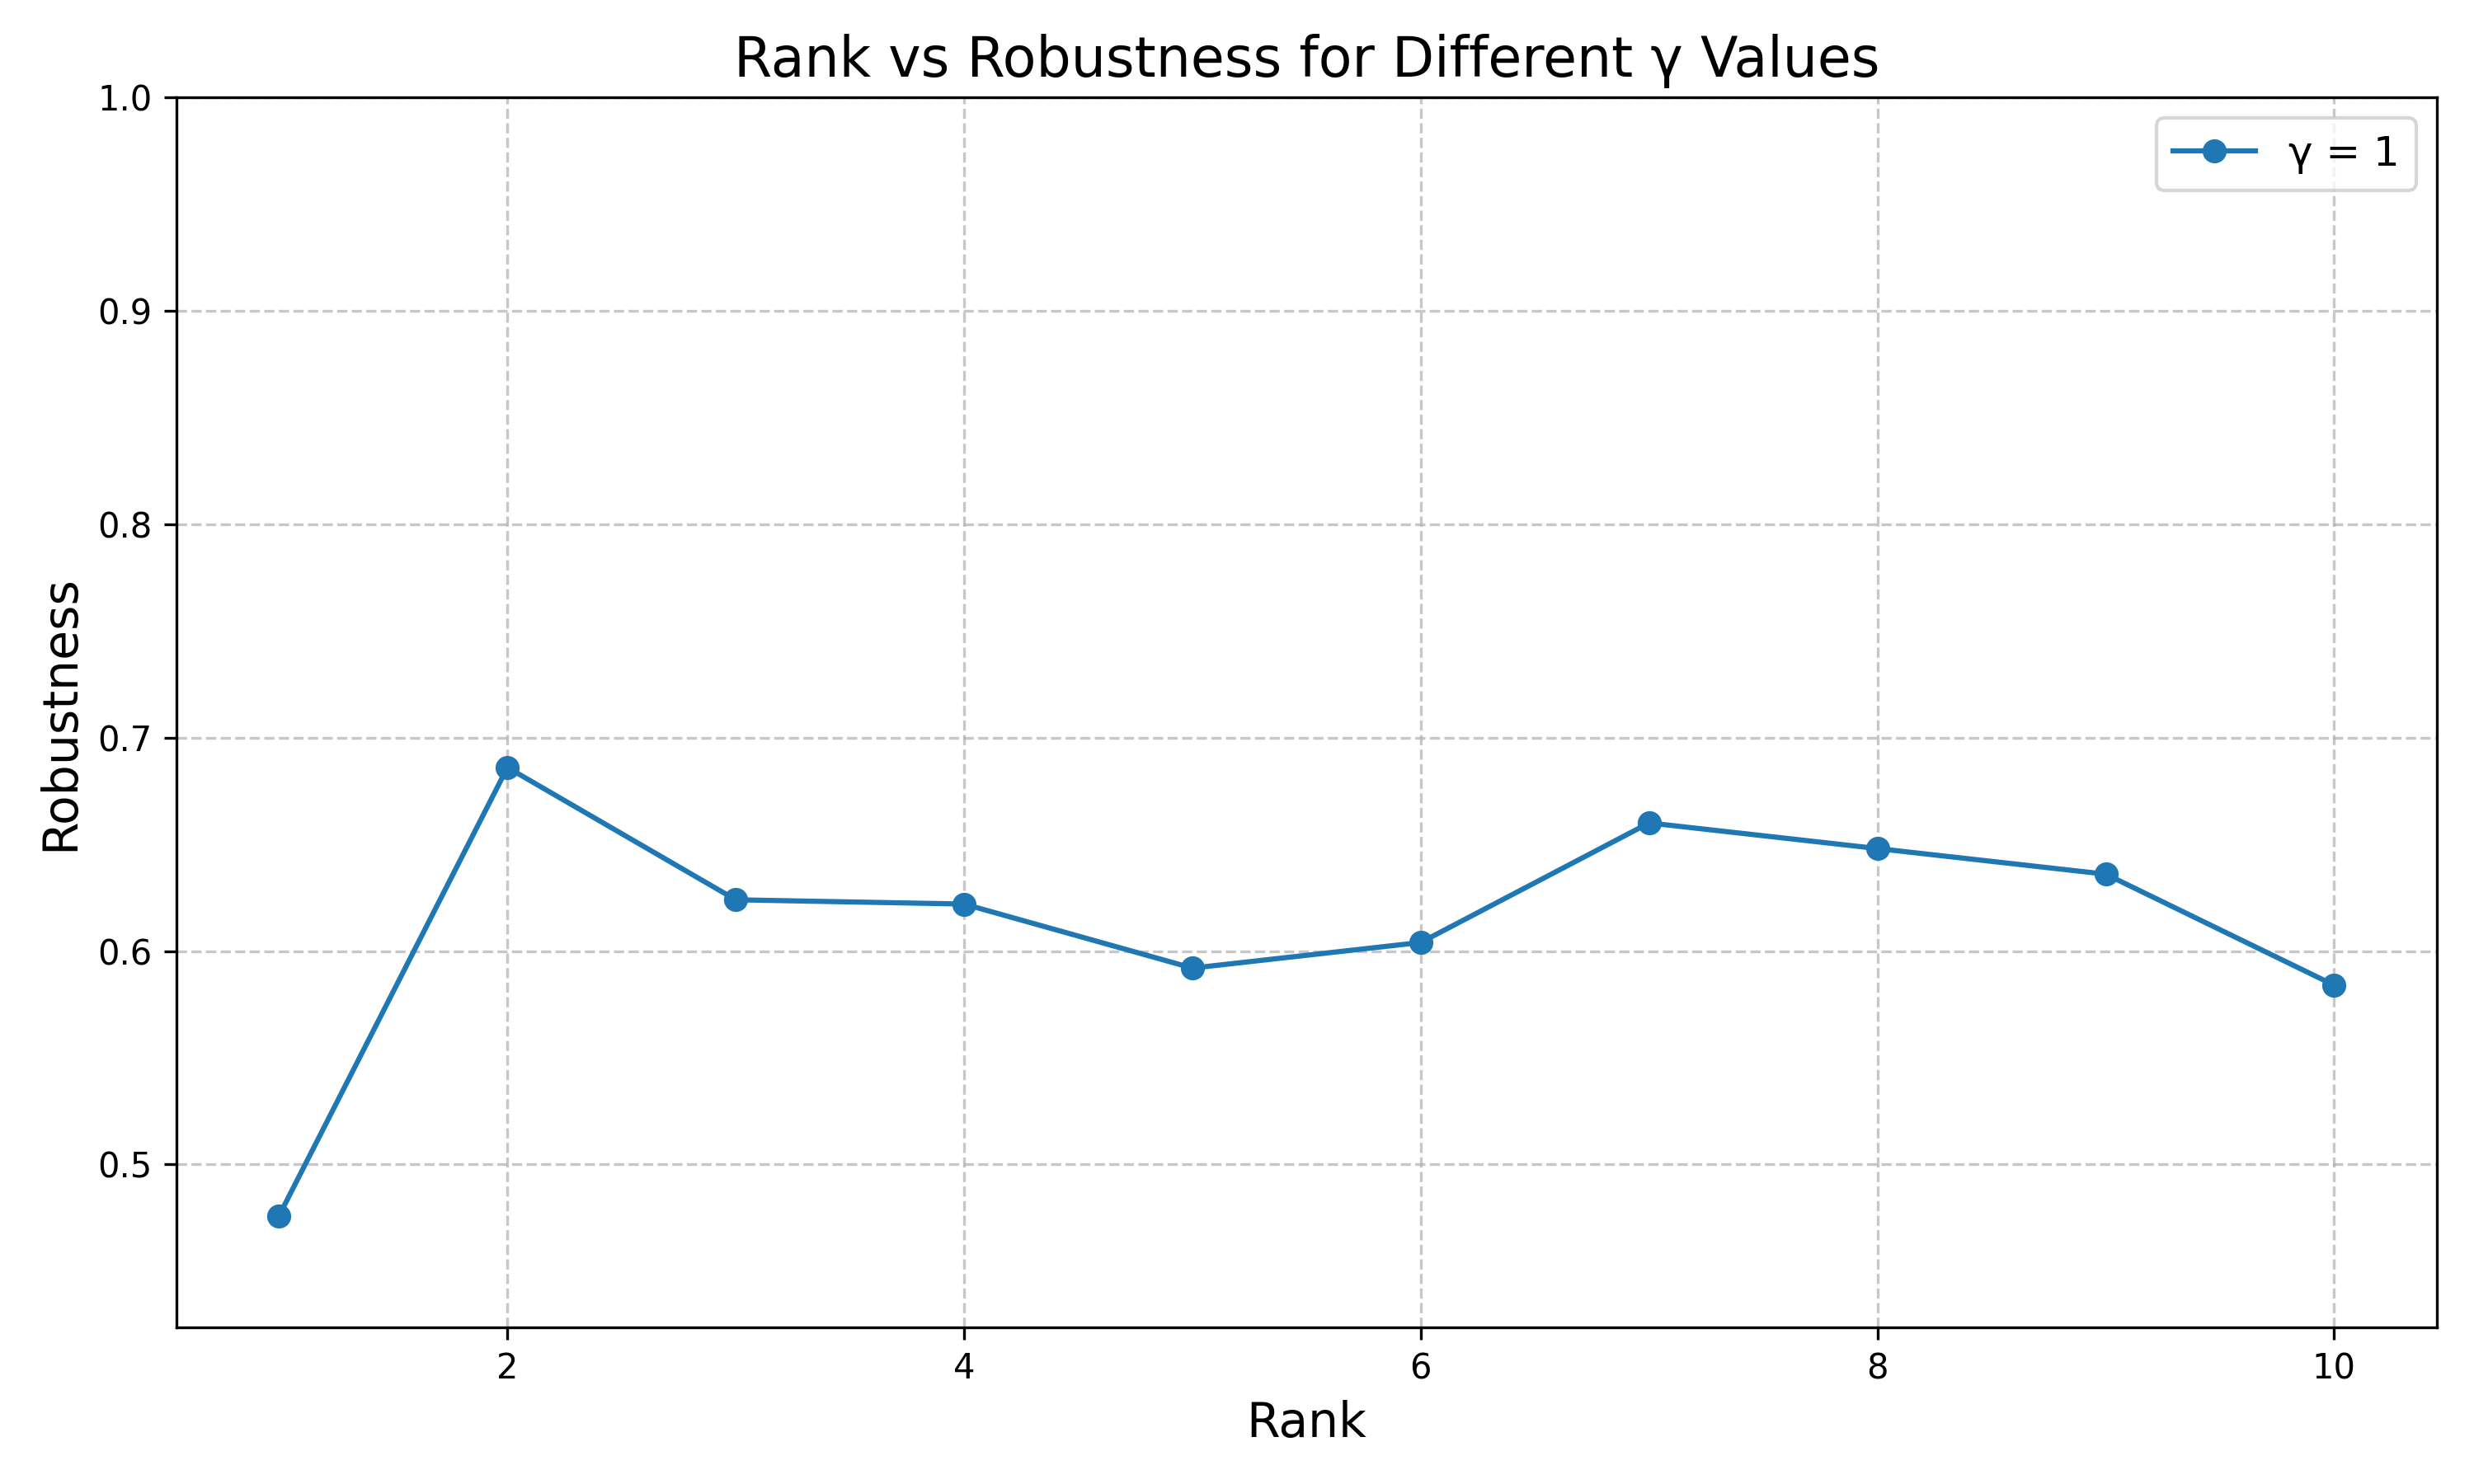 Rank vs Robustness for Different γ Values
γ = 1
1.0
0.9
0.8
0.7
0.6
0.5
Robustness
2 4 6 8 10
Rank